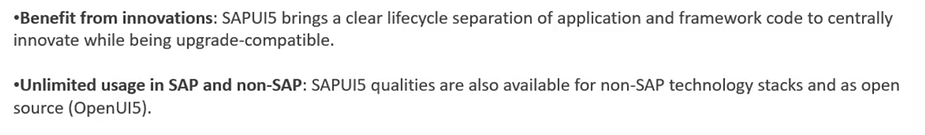 •Benefit from innovations: SAPUI5 brings a clear lifecycle separation of application and framework code to centrally
innovate while being upgrade-compatible.
•Unlimited usage in SAP and non-SAP: SAPUI5 qualities are also available for non-SAP technology stacks and as open
source (OpenUI5).